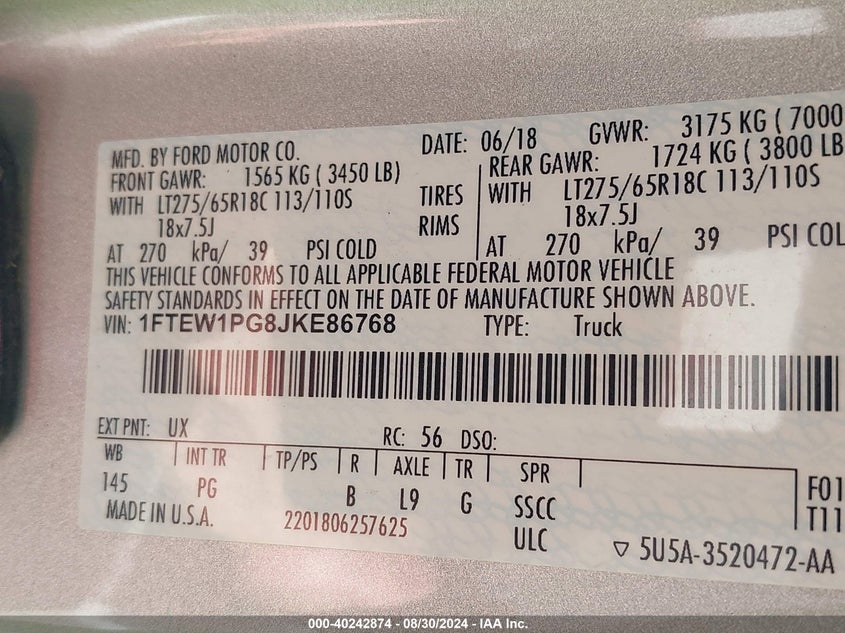 MFD. BY FORD MOTOR CO. DATE: 06/18 GVWR: 3175 KG ( 7000
FRONT GAWR: 1565 KG ( 3450 LB) REAR GAWR: 1724 KG ( 3800 LB
WITH LT275/65R18C 113/110S TIRES WITH LT275/65R18C 113/110S
18x7.5J RIMS 18x7.5J
AT 270 kPa/ 39 PSI COLD AT 270 kPa/ 39 PSI COL
THIS VEHICLE CONFORMS TO ALL APPLICABLE FEDERAL MOTOR VEHICLE
SAFETY STANDARDS IN EFFECT ON THE DATE OF MANUFACTURE SHOWN ABOVE.
VIN: 1FTEW1PG8JKE86768 TYPE: Truck
EXT PNT: UX RC: 56 DSO:
WB INT TR TP/PS R AXLE TR SPR
145 PG B L9 G SSCC F01
MADE IN U.S.A. 2201806257625 ULC T11
5U5A-3520472-AA
000-40242874 - 08/30/2024 - IAA Inc.